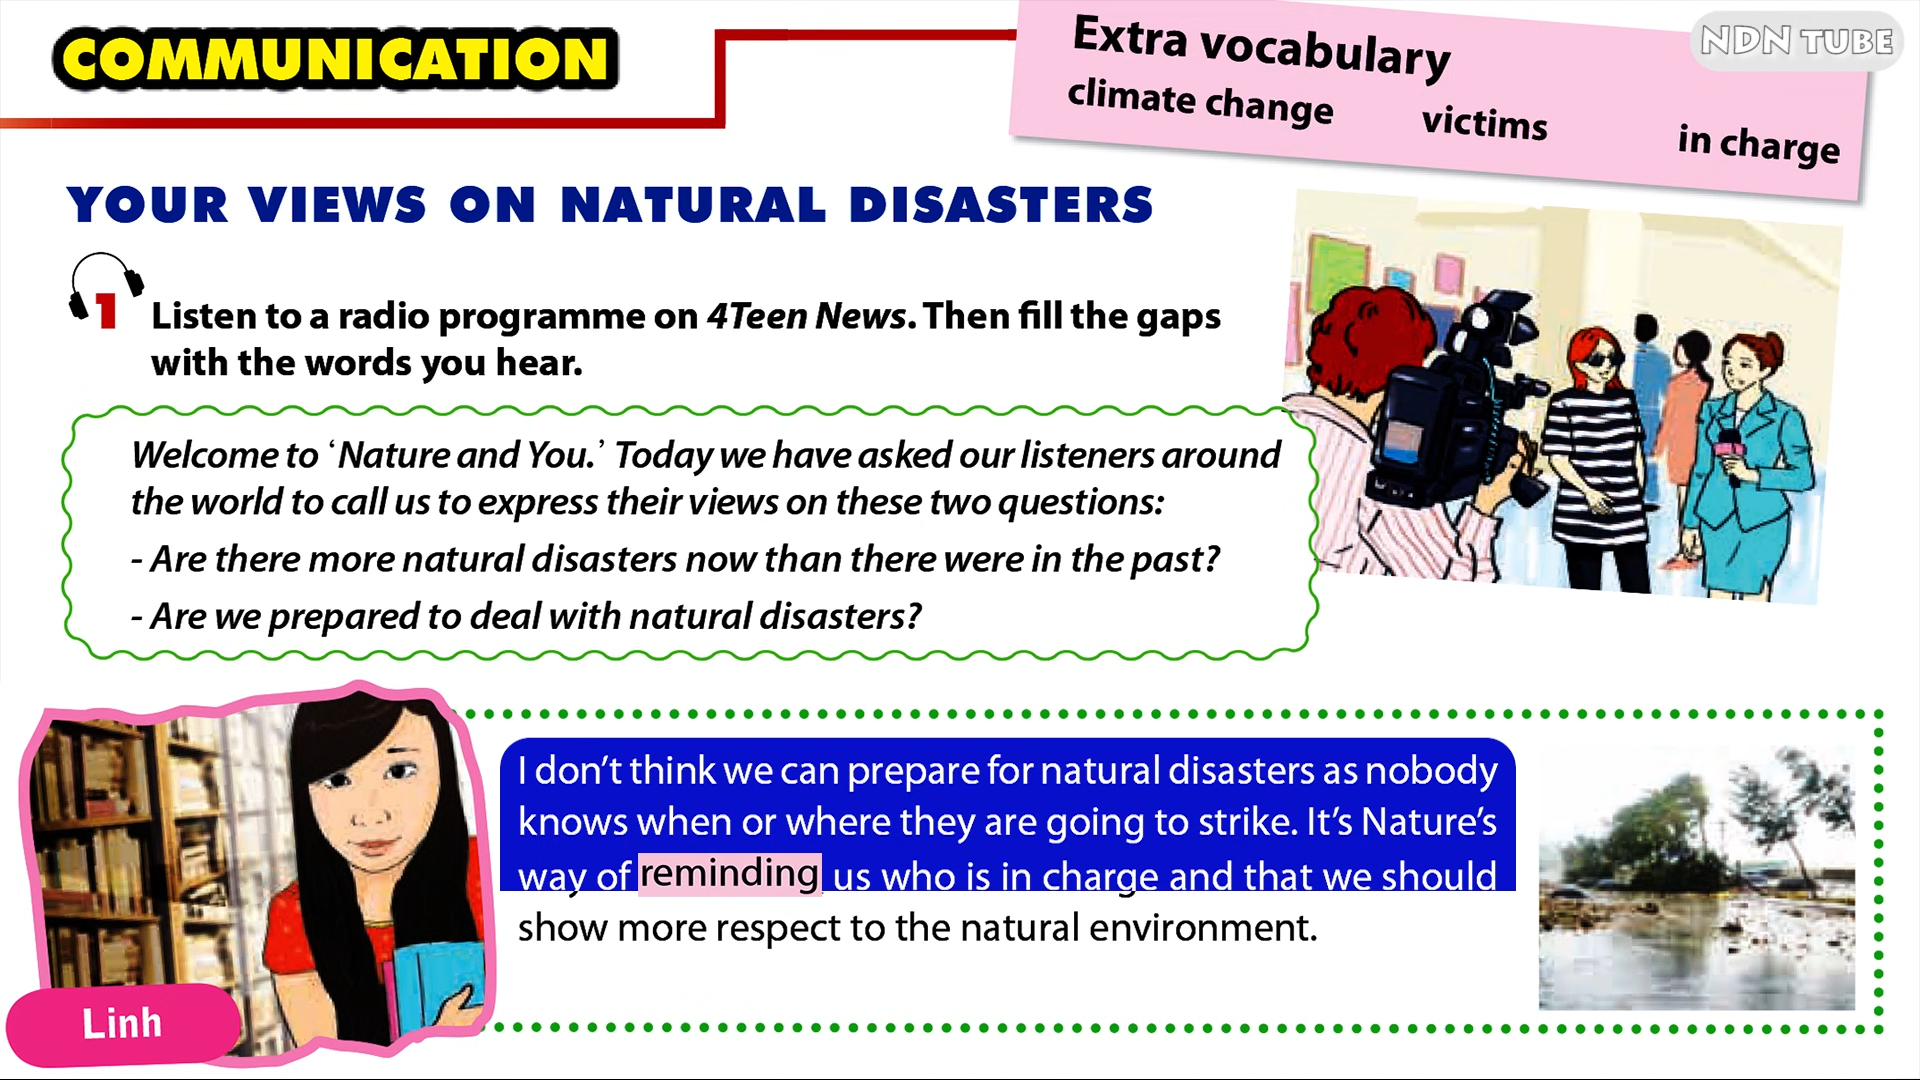 COMMUNICATION
Extra vocabulary
NDN TUBE
climate change victims in charge
YOUR VIEWS ON NATURAL DISASTERS
1 Listen to a radio programme on 4Teen News. Then fill the gaps
with the words you hear.
Welcome to ‘Nature and You.’ Today we have asked our listeners around
the world to call us to express their views on these two questions:
- Are there more natural disasters now than there were in the past?
- Are we prepared to deal with natural disasters?
I don’t think we can prepare for natural disasters as nobody
knows when or where they are going to strike. It’s Nature’s
way of reminding us who is in charge and that we should
show more respect to the natural environment.
Linh